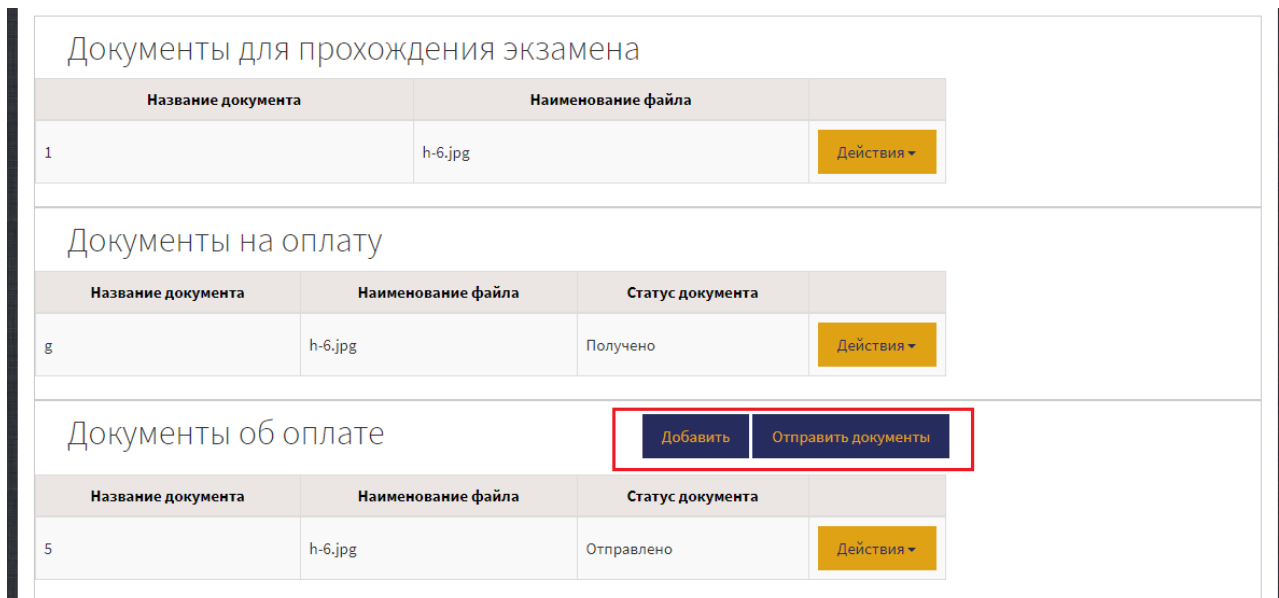 Документы для прохождения экзамена
Название документа Наименование файла
1 h-6.jpg Действия
Документы на оплату
Название документа Наименование файла Статус документа
g h-6.jpg Получено Действия
Документы об оплате Добавить Отправить документы
Название документа Наименование файла Статус документа
5 h-6.jpg Отправлено Действия